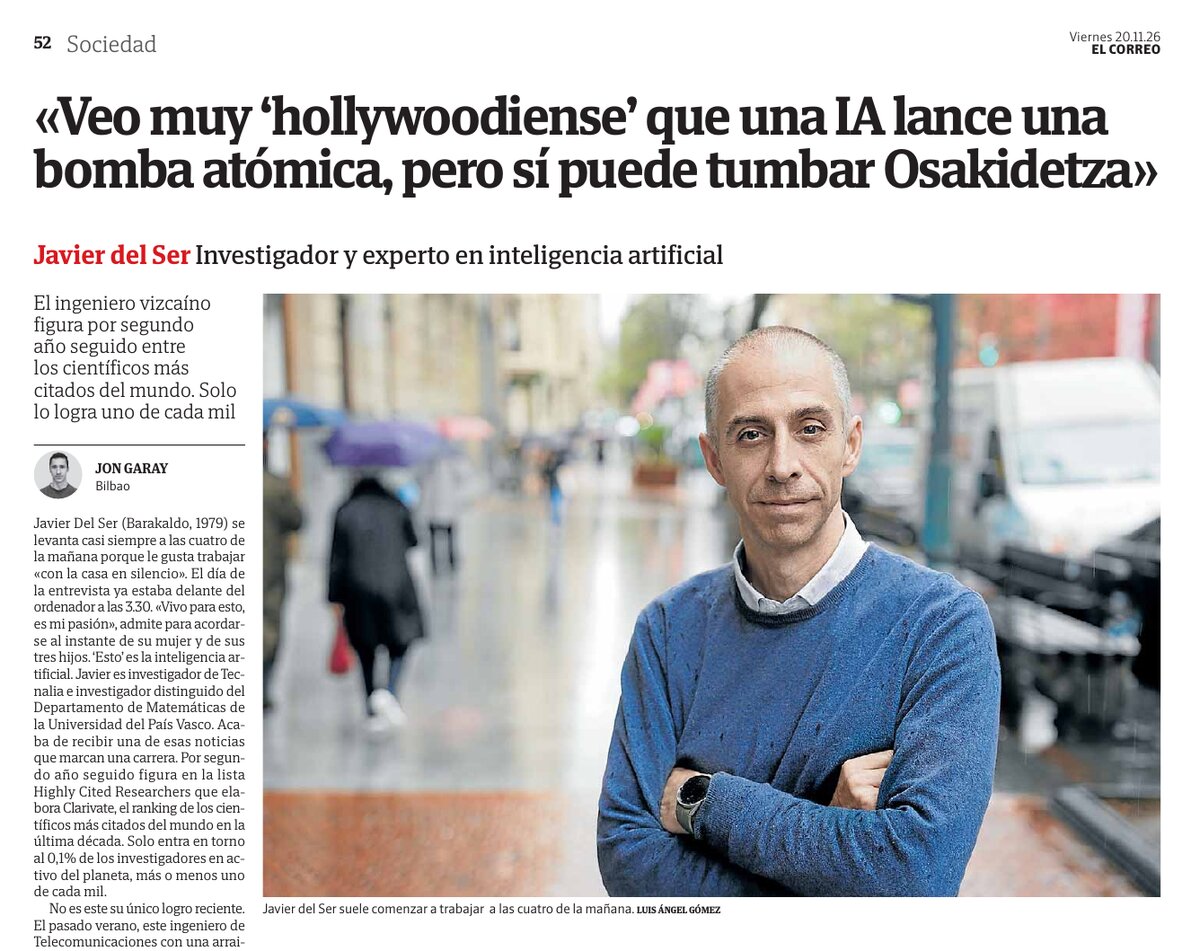 52 Sociedad
Viernes 20.11.26
EL CORREO
«Veo muy ‘hollywoodiense’ que una IA lance una
bomba atómica, pero sí puede tumbar Osakidetza»
Javier del Ser Investigador y experto en inteligencia artificial
El ingeniero vizcaíno
figura por segundo
año seguido entre
los científicos más
citados del mundo. Solo
lo logra uno de cada mil
JON GARAY
Bilbao
Javier Del Ser (Barakaldo, 1979) se
levanta casi siempre a las cuatro de
la mañana porque le gusta trabajar
«con la casa en silencio». El día de
la entrevista ya estaba delante del
ordenador a las 3.30. «Vivo para esto,
es mi pasión», admite para acordar-
se al instante de su mujer y de sus
tres hijos. ‘Esto’ es la inteligencia ar-
tificial. Javier es investigador de Tec-
nalia e investigador distinguido del
Departamento de Matemáticas de
la Universidad del País Vasco. Aca-
ba de recibir una de esas noticias
que marcan una carrera. Por segun-
do año seguido figura en la lista
Highly Cited Researchers que ela-
bora Clarivate, el ranking de los cien-
tíficos más citados del mundo en la
última década. Solo entra en torno
al 0,1% de los investigadores en ac-
tivo del planeta, más o menos uno
de cada mil.
No es este su único logro reciente.
El pasado verano, este ingeniero de
Telecomunicaciones con una arrai-
Javier del Ser suele comenzar a trabajar a las cuatro de la mañana. LUIS ÁNGEL GÓMEZ